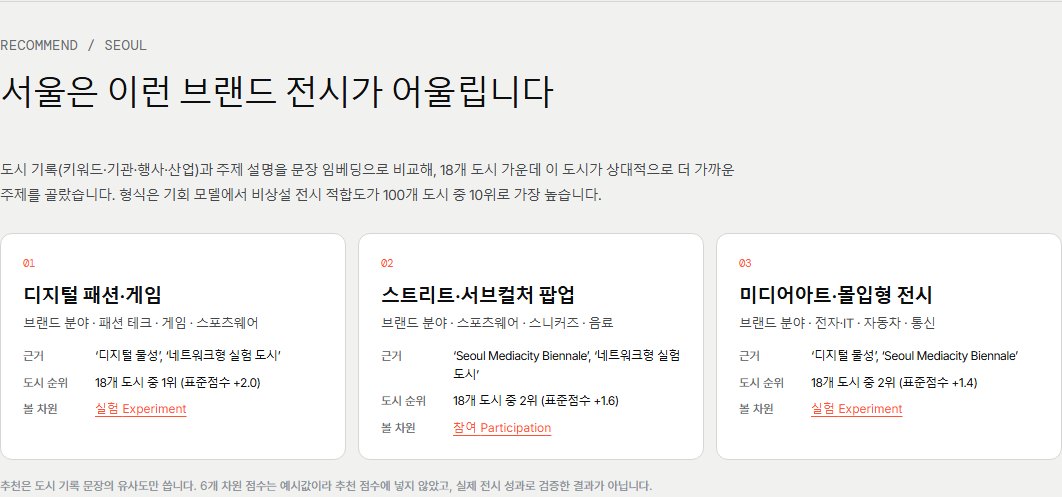 RECOMMEND / SEOUL
서울은 이런 브랜드 전시가 어울립니다
도시 기록(키워드·기관·행사·산업)과 주제 설명을 문장 임베딩으로 비교해, 18개 도시 가운데 이 도시가 상대적으로 더 가까운
주제를 골랐습니다. 형식은 기회 모델에서 비상설 전시 적합도가 100개 도시 중 10위로 가장 높습니다.
01
디지털 패션·게임
브랜드 분야 · 패션 테크 · 게임 · 스포츠웨어
근거 ‘디지털 물성’, ‘네트워크형 실험 도시’
도시 순위 18개 도시 중 1위 (표준점수 +2.0)
볼 차원 실험 Experiment
02
스트리트·서브컬처 팝업
브랜드 분야 · 스포츠웨어 · 스니커즈 · 음료
근거 ‘Seoul Mediacity Biennale’, ‘네트워크형 실험
도시’
도시 순위 18개 도시 중 2위 (표준점수 +1.6)
볼 차원 참여 Participation
03
미디어아트·몰입형 전시
브랜드 분야 · 전자·IT · 자동차 · 통신
근거 ‘디지털 물성’, ‘Seoul Mediacity Biennale’
도시 순위 18개 도시 중 2위 (표준점수 +1.4)
볼 차원 실험 Experiment
추천은 도시 기록 문장의 유사도만 씁니다. 6개 차원 점수는 예시값이라 추천 점수에 넣지 않았고, 실제 전시 성과로 검증한 결과가 아닙니다.